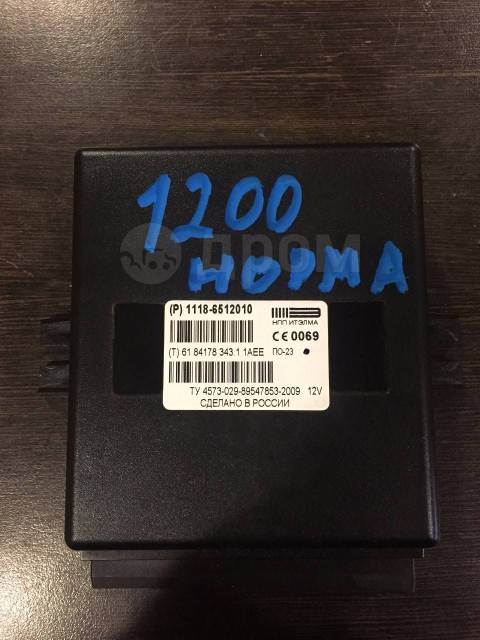 1200
НОРМА
ДРОМ
(P) 1118-6512010
НПП ИТЭЛМА
CE 0069
(T) 61 84178 343.1 1AEE ПО-23
ТУ 4573-029-89547853-2009 12V
СДЕЛАНО В РОССИИ